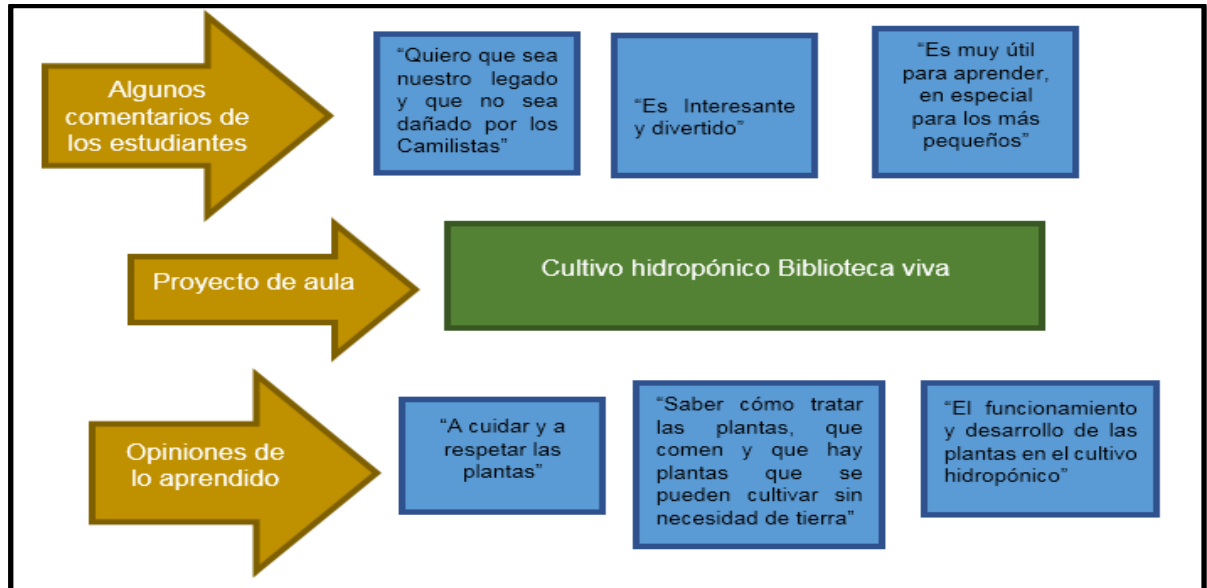 Algunos
comentarios de
los estudiantes
“Quiero que sea
nuestro legado
y que no sea
dañado por los
Camilistas”
“Es Interesante
y divertido”
“Es muy útil
para aprender,
en especial
para los más
pequeños”
Proyecto de aula
Cultivo hidropónico Biblioteca viva
Opiniones de
lo aprendido
“A cuidar y a
respetar las
plantas”
“Saber cómo tratar
las plantas, que
comen y que hay
plantas que se
pueden cultivar sin
necesidad de tierra”
“El funcionamiento
y desarrollo de las
plantas en el cultivo
hidropónico”